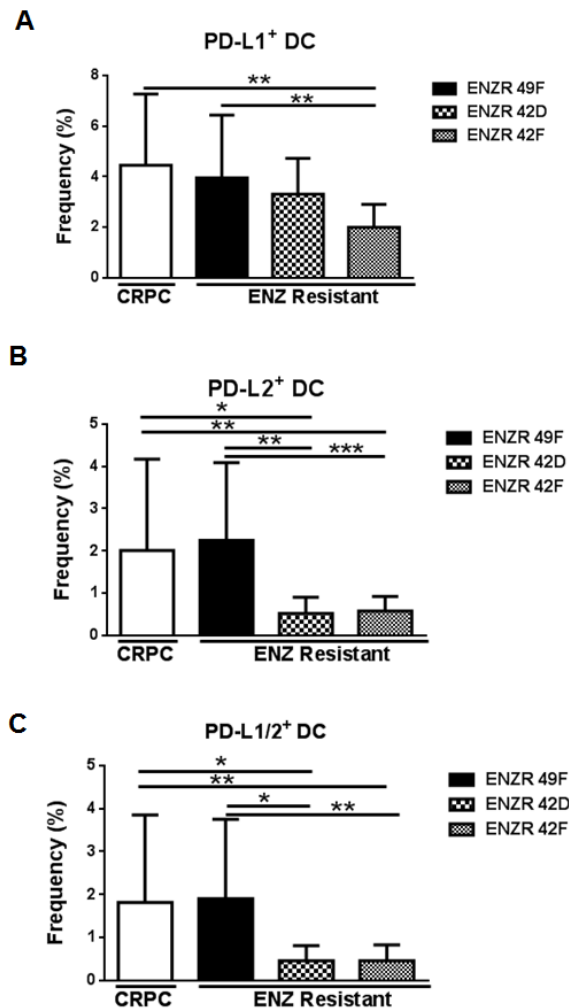 A
PD-L1+ DC
**
**
8
6
4
2
0
Frequency (%)
CRPC
ENZ Resistant
ENZR 49F
ENZR 42D
ENZR 42F
B
PD-L2+ DC
*
**
**
***
5
4
3
2
1
0
Frequency (%)
CRPC
ENZ Resistant
ENZR 49F
ENZR 42D
ENZR 42F
C
PD-L1/2+ DC
*
**
*
**
5
4
3
2
1
0
Frequency (%)
CRPC
ENZ Resistant
ENZR 49F
ENZR 42D
ENZR 42F